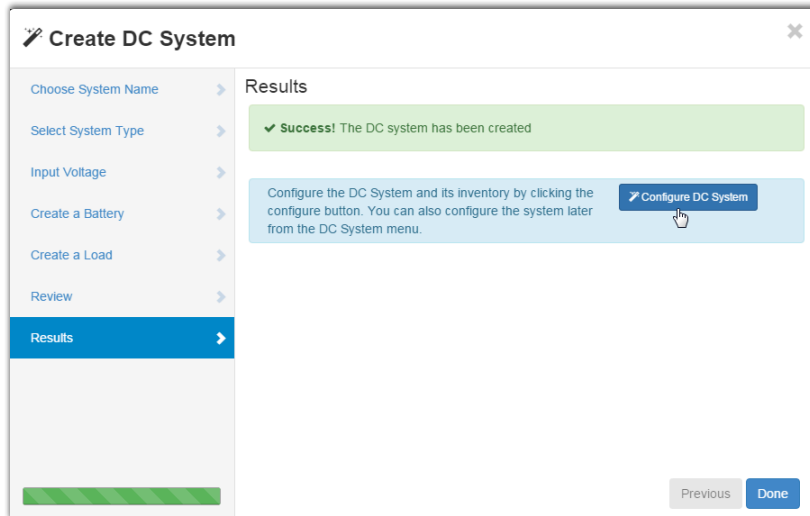 Create DC System
Choose System Name
Select System Type
Input Voltage
Create a Battery
Create a Load
Review
Results
Results
Success! The DC system has been created
Configure the DC System and its inventory by clicking the
configure button. You can also configure the system later
from the DC System menu.
Configure DC System
Previous
Done